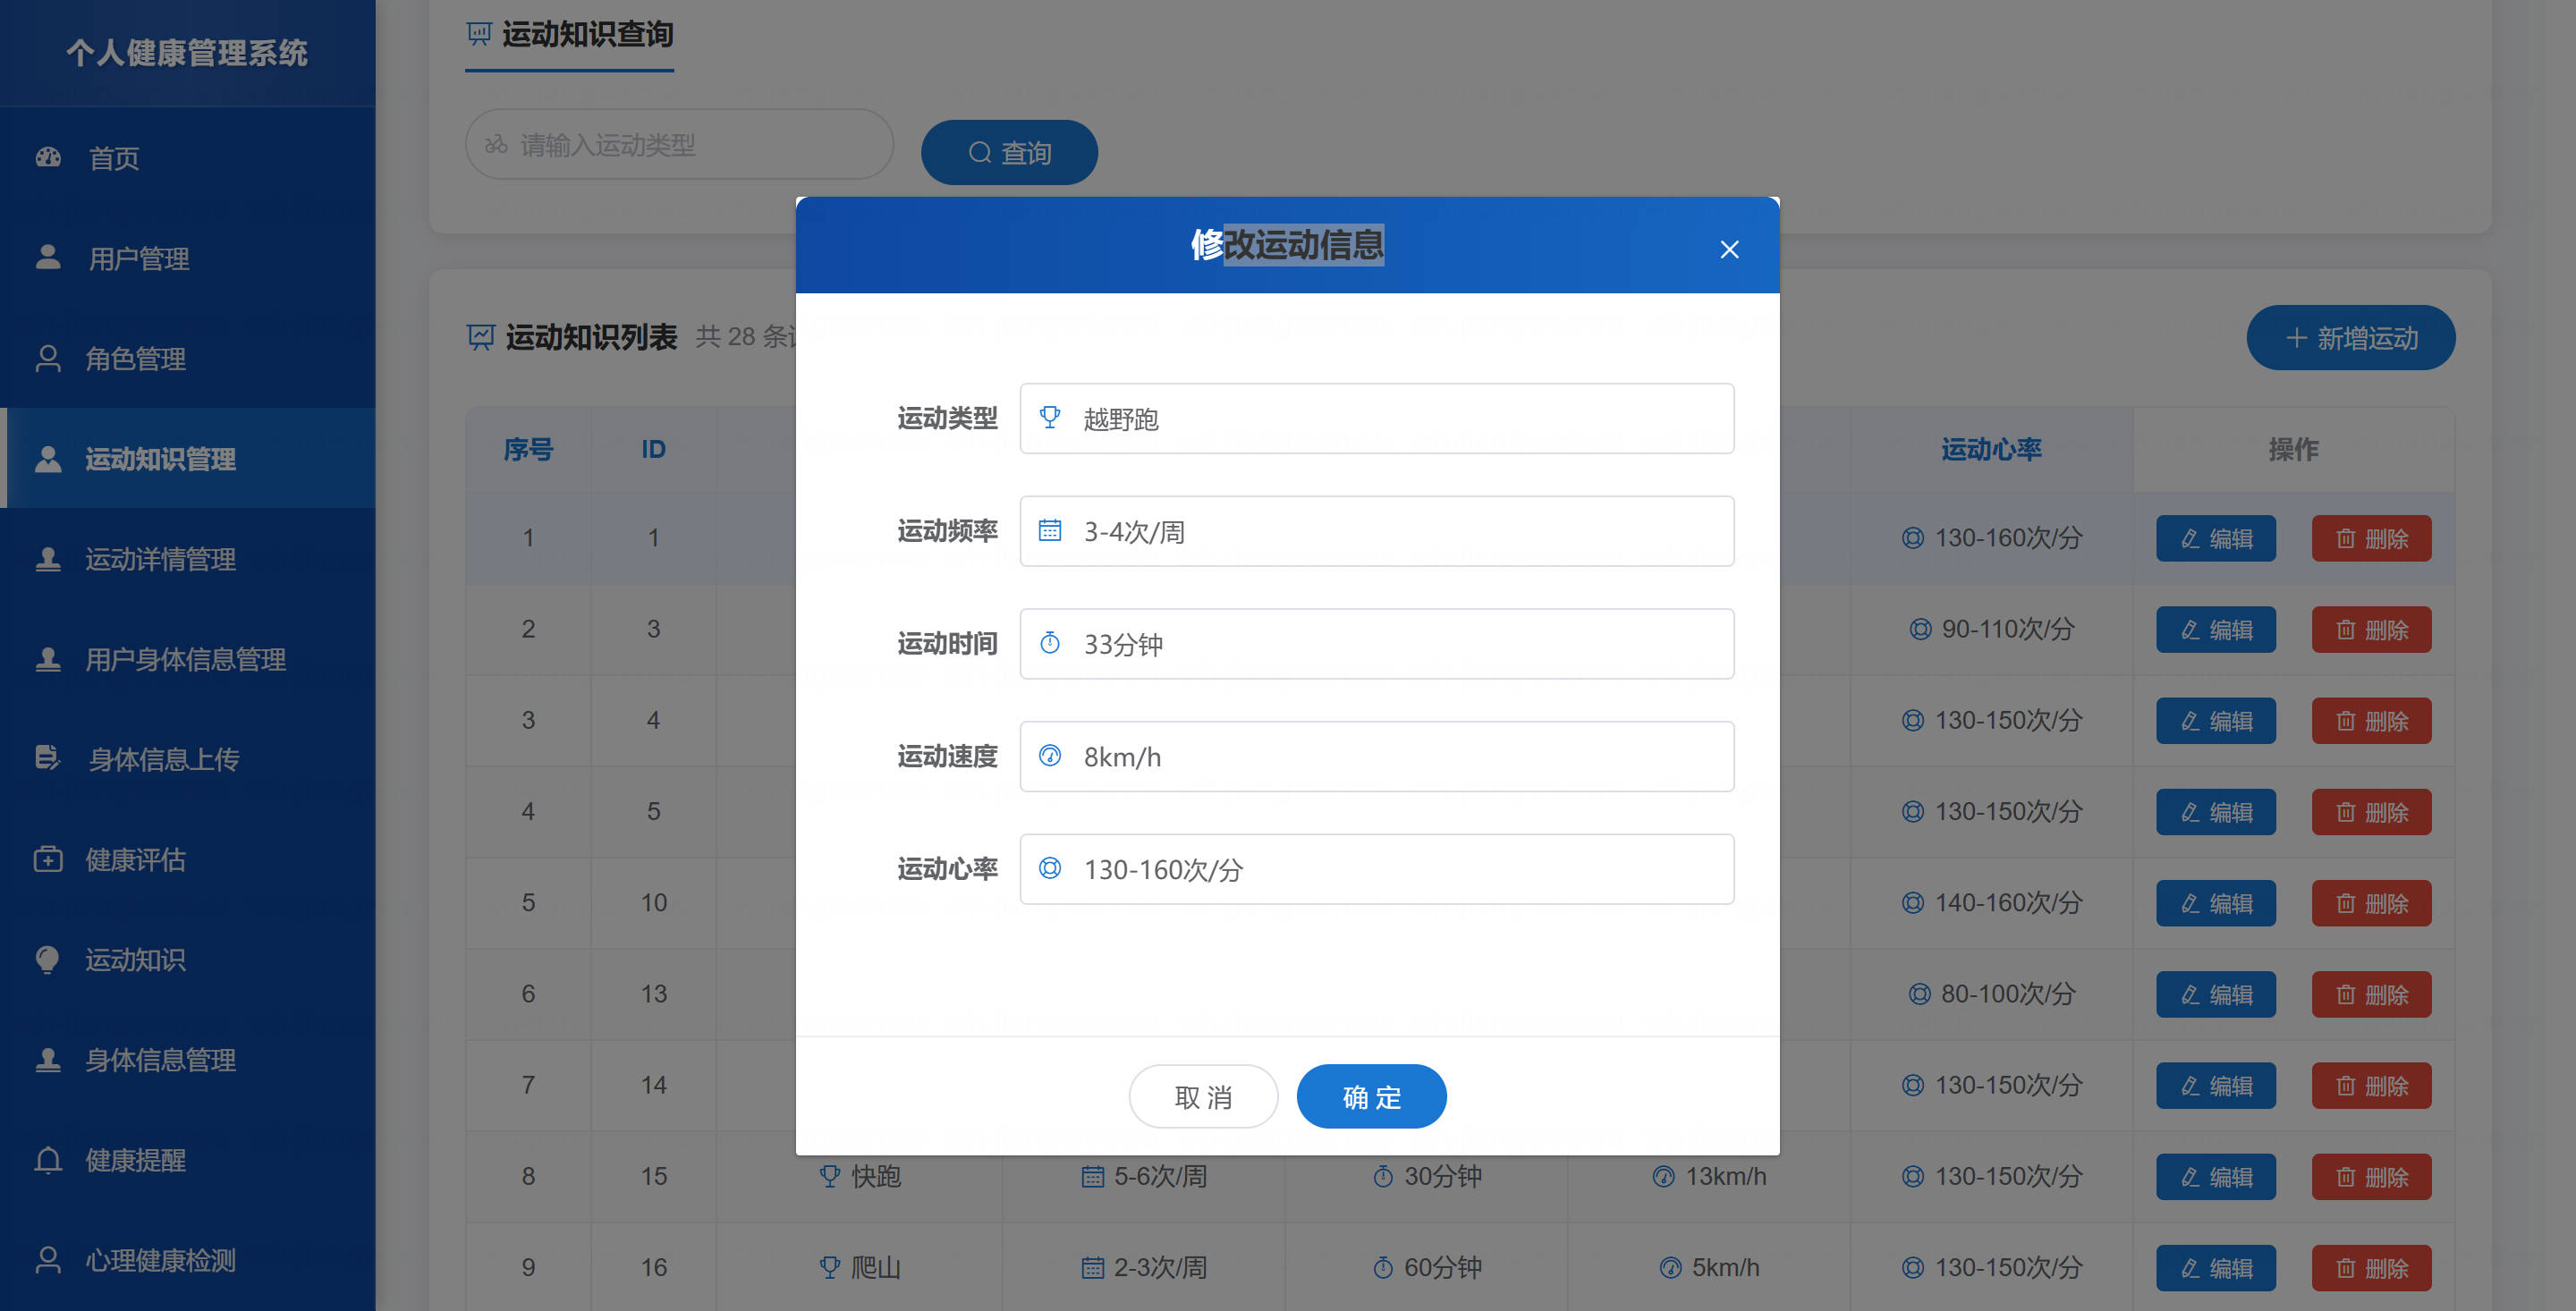 个人健康管理系统
首页
用户管理
角色管理
运动知识管理
运动详情管理
用户身体信息管理
身体信息上传
健康评估
运动知识
身体信息管理
健康提醒
心理健康检测
运动知识查询
请输入运动类型
查询
运动知识列表 共 28 条
新增运动
序号 ID 运动心率 操作
1 1 130-160次/分 编辑 删除
2 3 90-110次/分 编辑 删除
3 4 130-150次/分 编辑 删除
4 5 130-150次/分 编辑 删除
5 10 140-160次/分 编辑 删除
6 13 80-100次/分 编辑 删除
7 14 130-150次/分 编辑 删除
8 15 快跑 5-6次/周 30分钟 13km/h 130-150次/分 编辑 删除
9 16 爬山 2-3次/周 60分钟 5km/h 130-150次/分 编辑 删除
修改运动信息
运动类型 越野跑
运动频率 3-4次/周
运动时间 33分钟
运动速度 8km/h
运动心率 130-160次/分
取 消 确 定